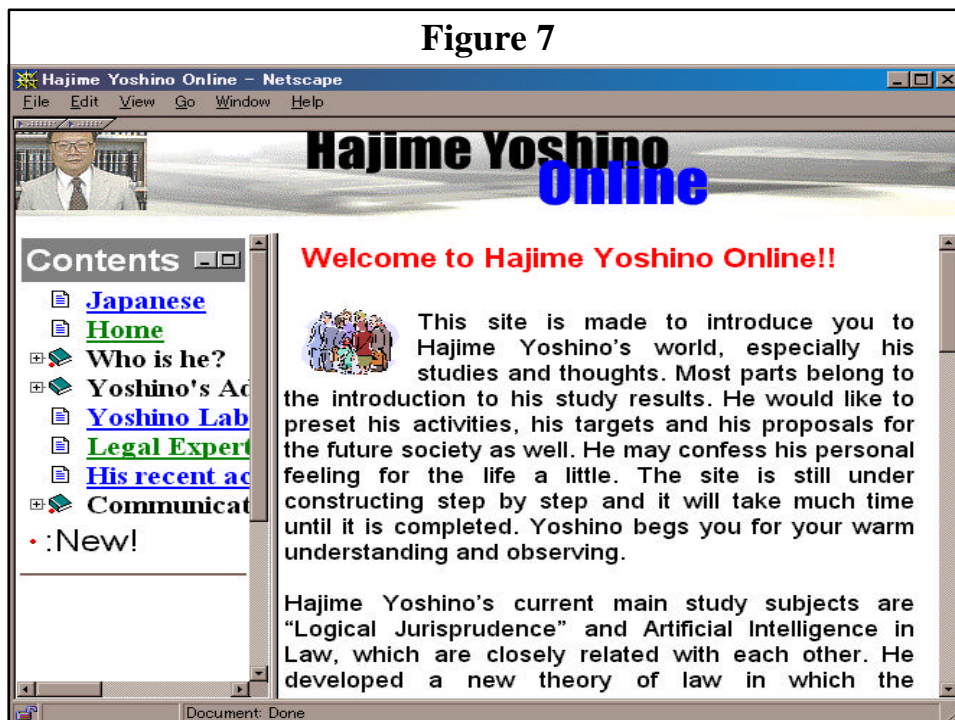 Figure 7
Hajime Yoshino Online - Netscape
File Edit View Go Window Help
Hajime Yoshino
Online
Contents
Japanese
Home
Who is he?
Yoshino's Ad
Yoshino Lab
Legal Expert
His recent ac
Communicat
:New!
Welcome to Hajime Yoshino Online!!
This site is made to introduce you to
Hajime Yoshino's world, especially his
studies and thoughts. Most parts belong to
the introduction to his study results. He would like to
preset his activities, his targets and his proposals for
the future society as well. He may confess his personal
feeling for the life a little. The site is still under
constructing step by step and it will take much time
until it is completed. Yoshino begs you for your warm
understanding and observing.
Hajime Yoshino's current main study subjects are
“Logical Jurisprudence” and Artificial Intelligence in
Law, which are closely related with each other. He
developed a new theory of law in which the
Document: Done